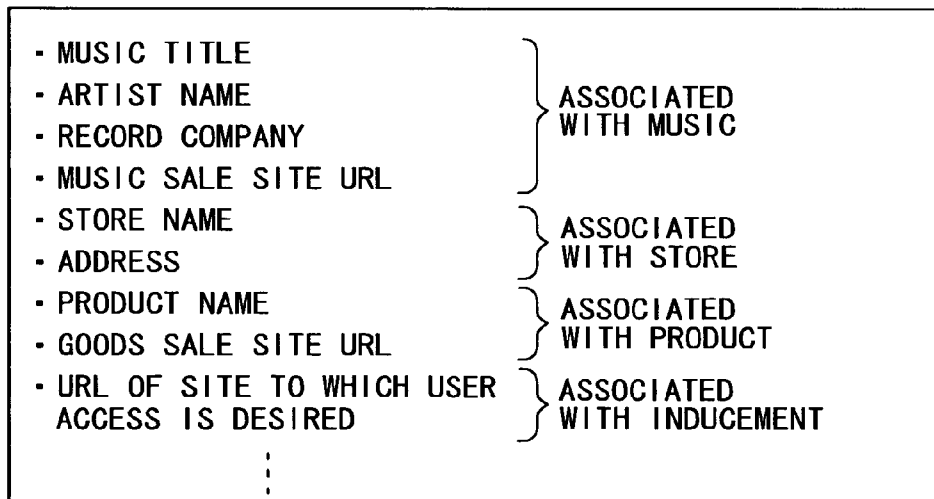 - MUSIC TITLE
- ARTIST NAME
- RECORD COMPANY
- MUSIC SALE SITE URL
ASSOCIATED
WITH MUSIC
- STORE NAME
- ADDRESS
ASSOCIATED
WITH STORE
- PRODUCT NAME
- GOODS SALE SITE URL
ASSOCIATED
WITH PRODUCT
- URL OF SITE TO WHICH USER
ACCESS IS DESIRED
ASSOCIATED
WITH INDUCEMENT